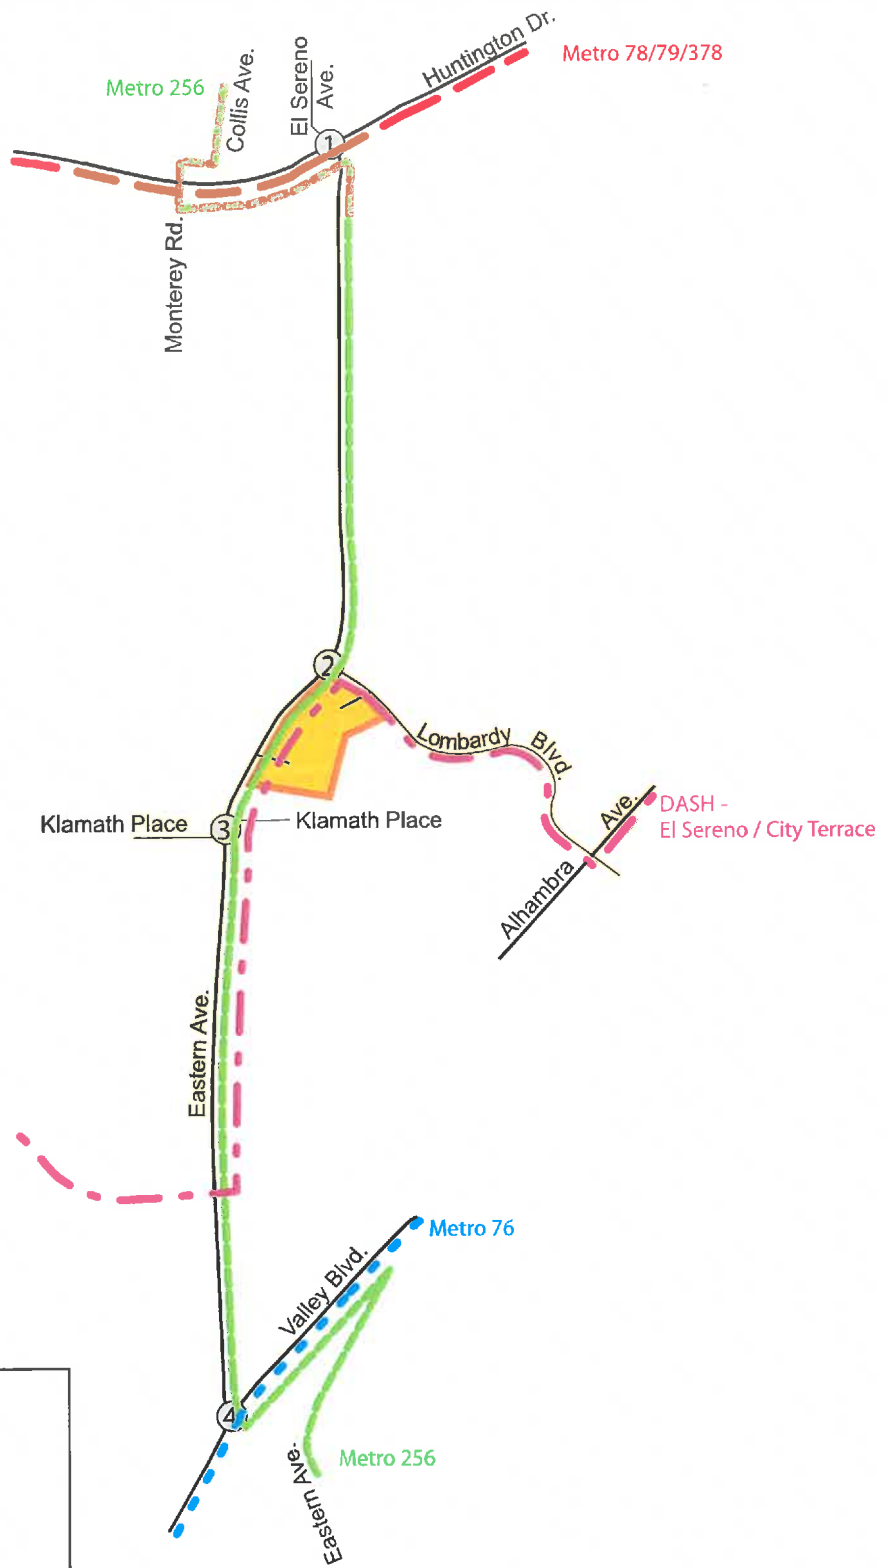 Huntington Dr.
Metro 78/79/378
El Sereno
Ave.
Metro 256
Collis Ave.
1
Monterey Rd.
2
Lombardy Blvd.
Klamath Place
3
Klamath Place
Alhambra Ave.
DASH -
El Sereno / City Terrace
Eastern Ave.
Metro 76
Valley Blvd.
4
Metro 256
Eastern Ave.